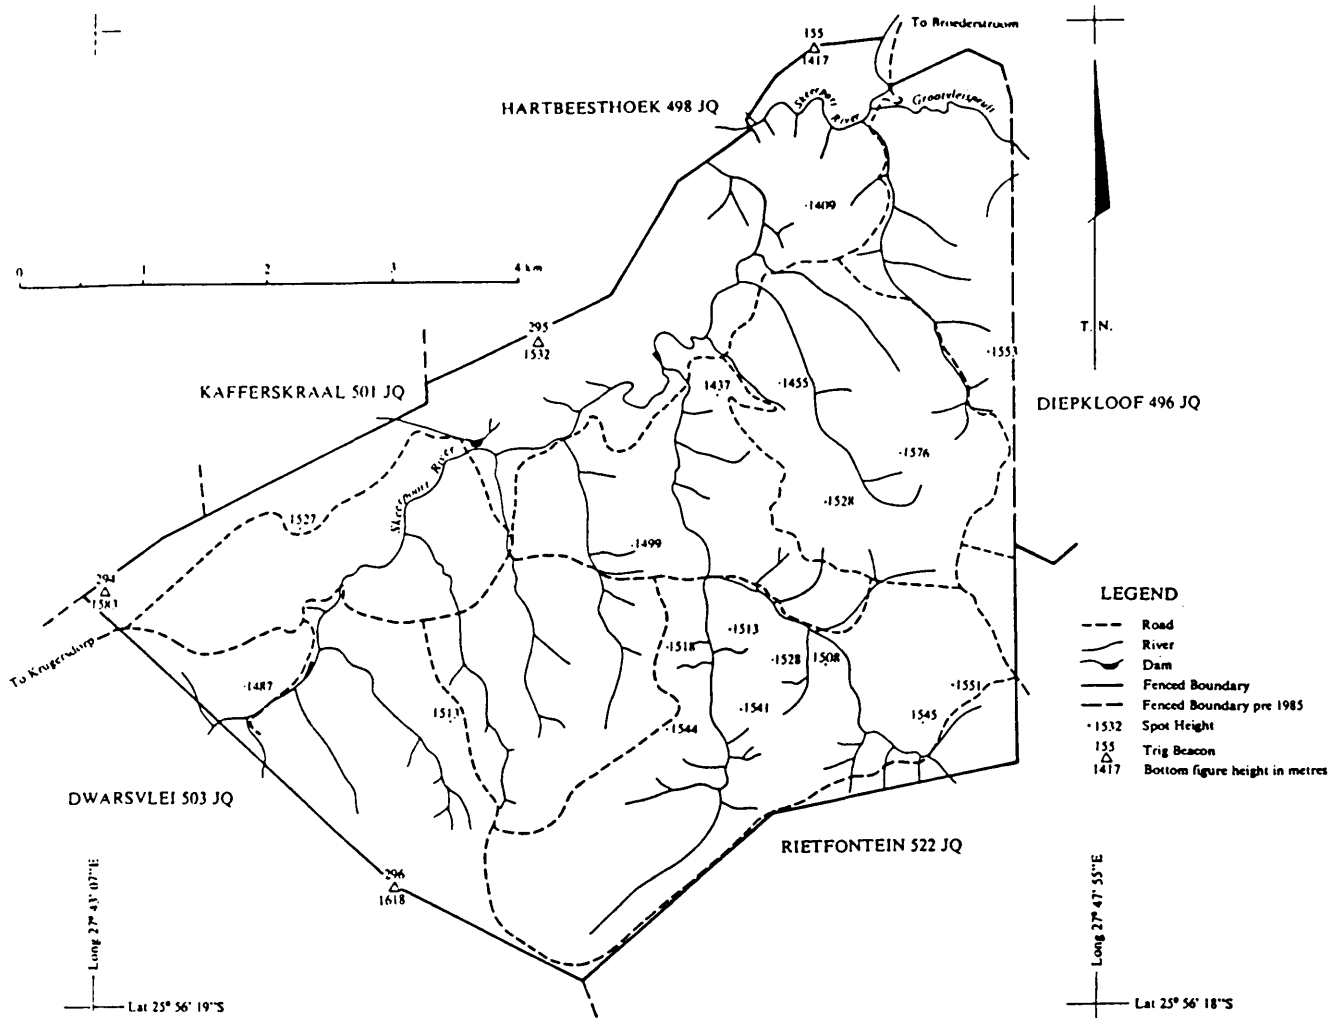 To Broederstroom
155
1417
HARTBEESTHOEK 498 JQ
Skeerpoort River
Grootvleispruit
·1409
0 1 2 3 4 km
T. N.
295
1532
·1553
KAFFERSKRAAL 501 JQ
1437
·1455
DIEPKLOOF 496 JQ
·1576
Skeerpoort River
1527
·1528
·1499
294
1583
To Krugersdorp
·1513
·1518
·1528
1508
·1487
·1551
1513
·1541
1545
·1544
DWARSVLEI 503 JQ
RIETFONTEIN 522 JQ
296
1618
LEGEND
Road
River
Dam
Fenced Boundary
Fenced Boundary pre 1985
·1532 Spot Height
155
Trig Beacon
1417 Bottom figure height in metres
Long 27° 43' 07"E
Lat 25° 56' 19"S
Long 27° 47' 55"E
Lat 25° 56' 18"S